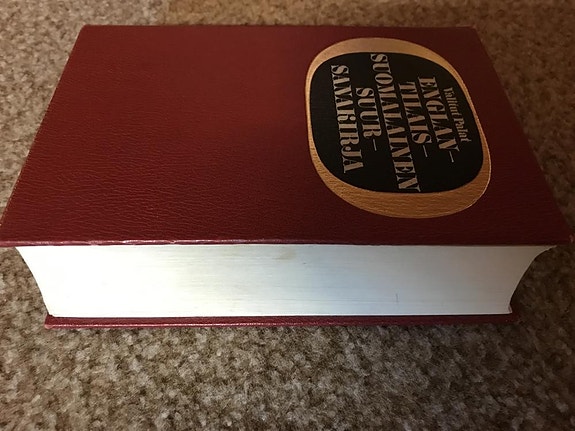 Valitut Palat
ENGLAN–
TILAIS–
SUOMALAINEN
SUUR–
SANAKIRJA